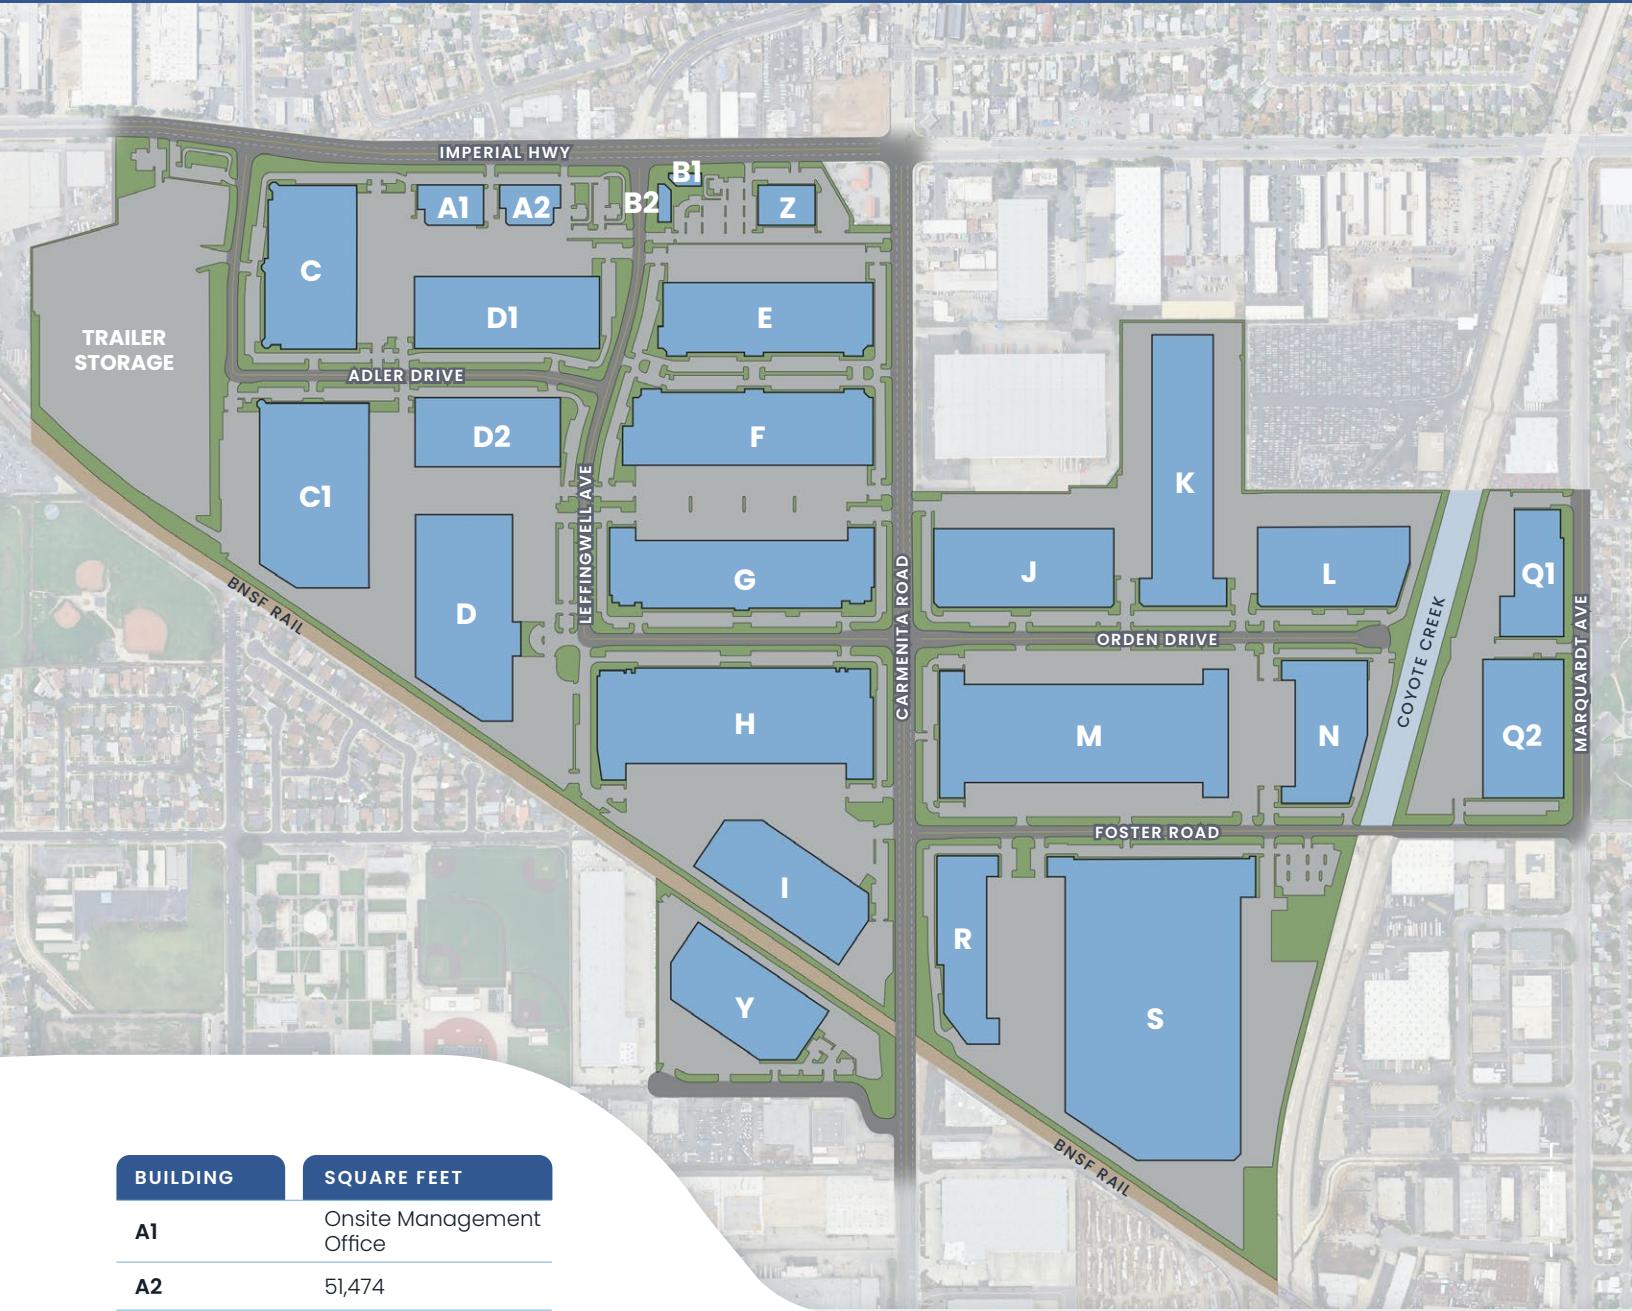 IMPERIAL HWY
B1
B2
A1
A2
Z
C
D1
E
TRAILER
STORAGE
ADLER DRIVE
D2
F
C1
LEFFINGWELL AVE
K
G
J
L
Q1
D
BNSF RAIL
CARMENITA ROAD
ORDEN DRIVE
COYOTE CREEK
MARQUARDT AVE
H
M
N
Q2
FOSTER ROAD
I
R
Y
S
BNSF RAIL
BUILDING SQUARE FEET
A1 Onsite Management
Office
A2 51,474